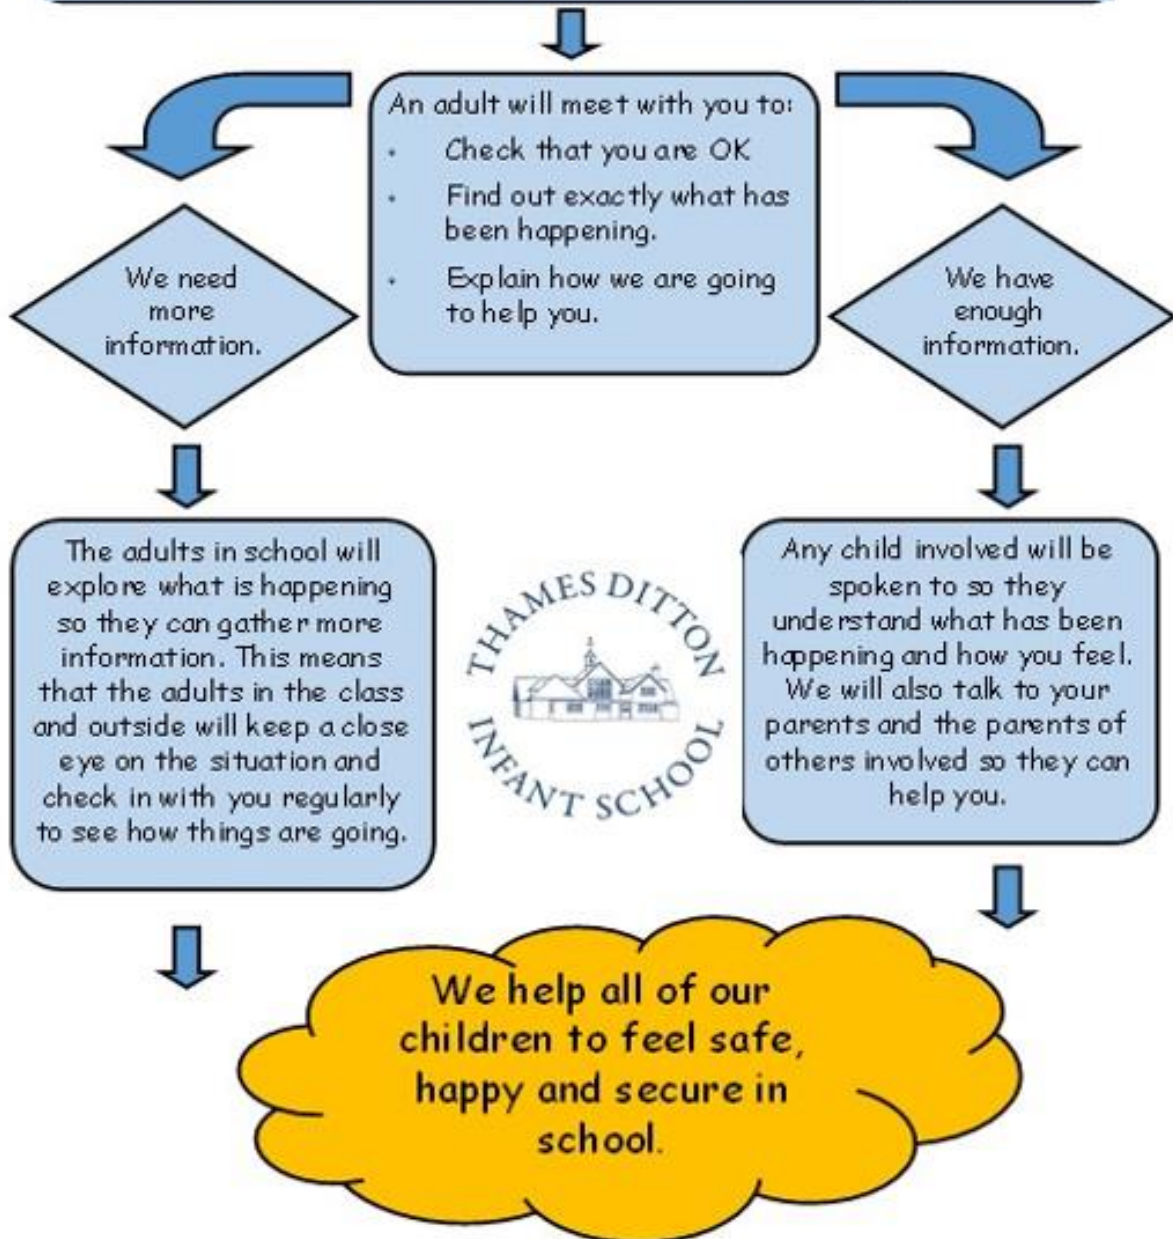 An adult will meet with you to:
• Check that you are OK
• Find out exactly what has
been happening.
• Explain how we are going
to help you.
We need
more
information.
We have
enough
information.
The adults in school will
explore what is happening
so they can gather more
information. This means
that the adults in the class
and outside will keep a close
eye on the situation and
check in with you regularly
to see how things are going.
THAMES DITTON
INFANT SCHOOL
Any child involved will be
spoken to so they
understand what has been
happening and how you feel.
We will also talk to your
parents and the parents of
others involved so they can
help you.
We help all of our
children to feel safe,
happy and secure in
school.